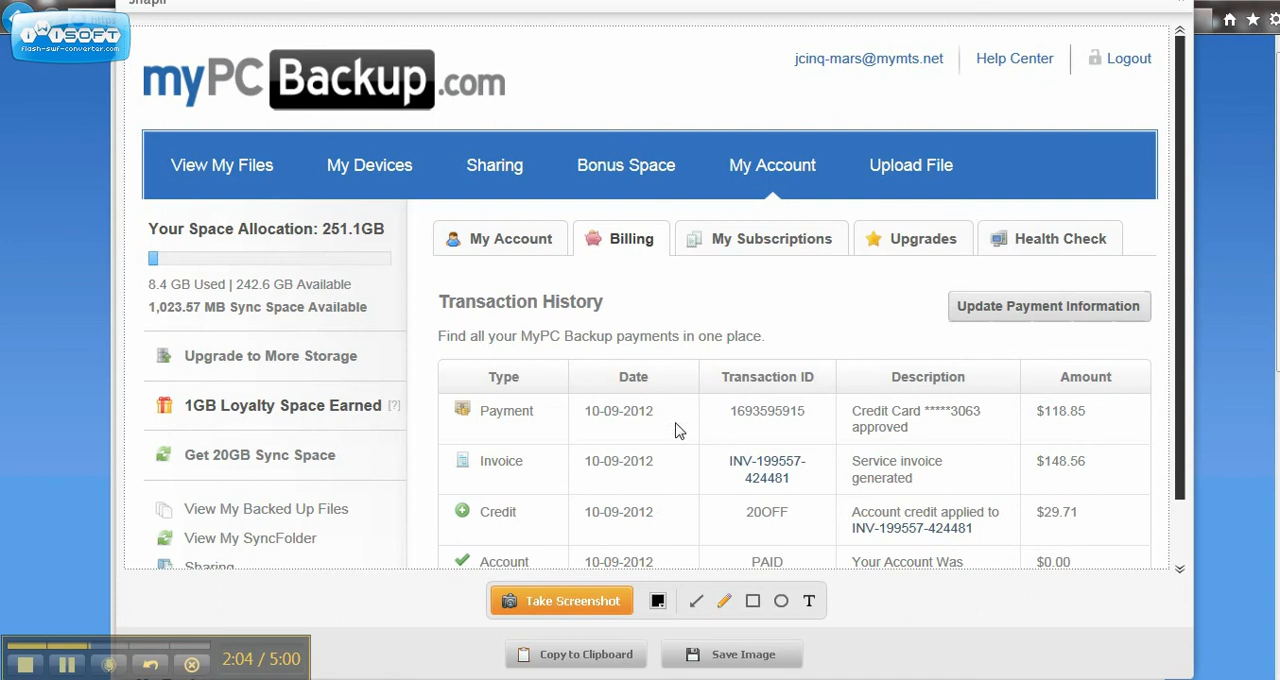 iWiSOFT
flash-swf-converter.com
myPCBackup.com
jcinq-mars@mymts.net Help Center Logout
View My Files My Devices Sharing Bonus Space My Account Upload File
Your Space Allocation: 251.1GB
8.4 GB Used | 242.6 GB Available
1,023.57 MB Sync Space Available
Upgrade to More Storage
1GB Loyalty Space Earned [?]
Get 20GB Sync Space
View My Backed Up Files
View My SyncFolder
Sharing
My Account Billing My Subscriptions Upgrades Health Check
Transaction History
Update Payment Information
Find all your MyPC Backup payments in one place.
Type Date Transaction ID Description Amount
Payment 10-09-2012 1693595915 Credit Card *****3063 $118.85
approved
Invoice 10-09-2012 INV-199557- Service invoice $148.56
424481 generated
Credit 10-09-2012 20OFF Account credit applied to $29.71
INV-199557-424481
Account 10-09-2012 PAID Your Account Was $0.00
Take Screenshot T
Copy to Clipboard Save Image
2:04 / 5:00